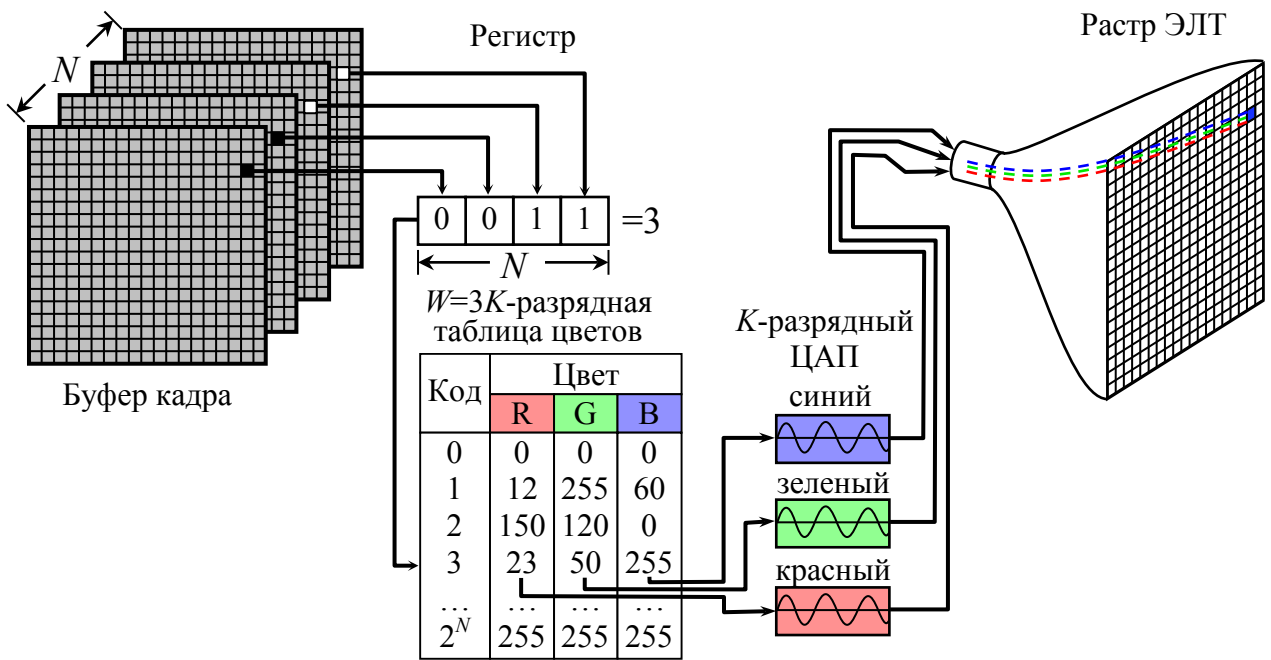 Регистр
Растр ЭЛТ
N
0 0 1 1 =3
N
Буфер кадра
W=3K-разрядная
таблица цветов
Код Цвет
R G B
0 0 0 0
1 12 255 60
2 150 120 0
3 23 50 255
... ... ... ...
2^N 255 255 255
K-разрядный
ЦАП
синий
зеленый
красный